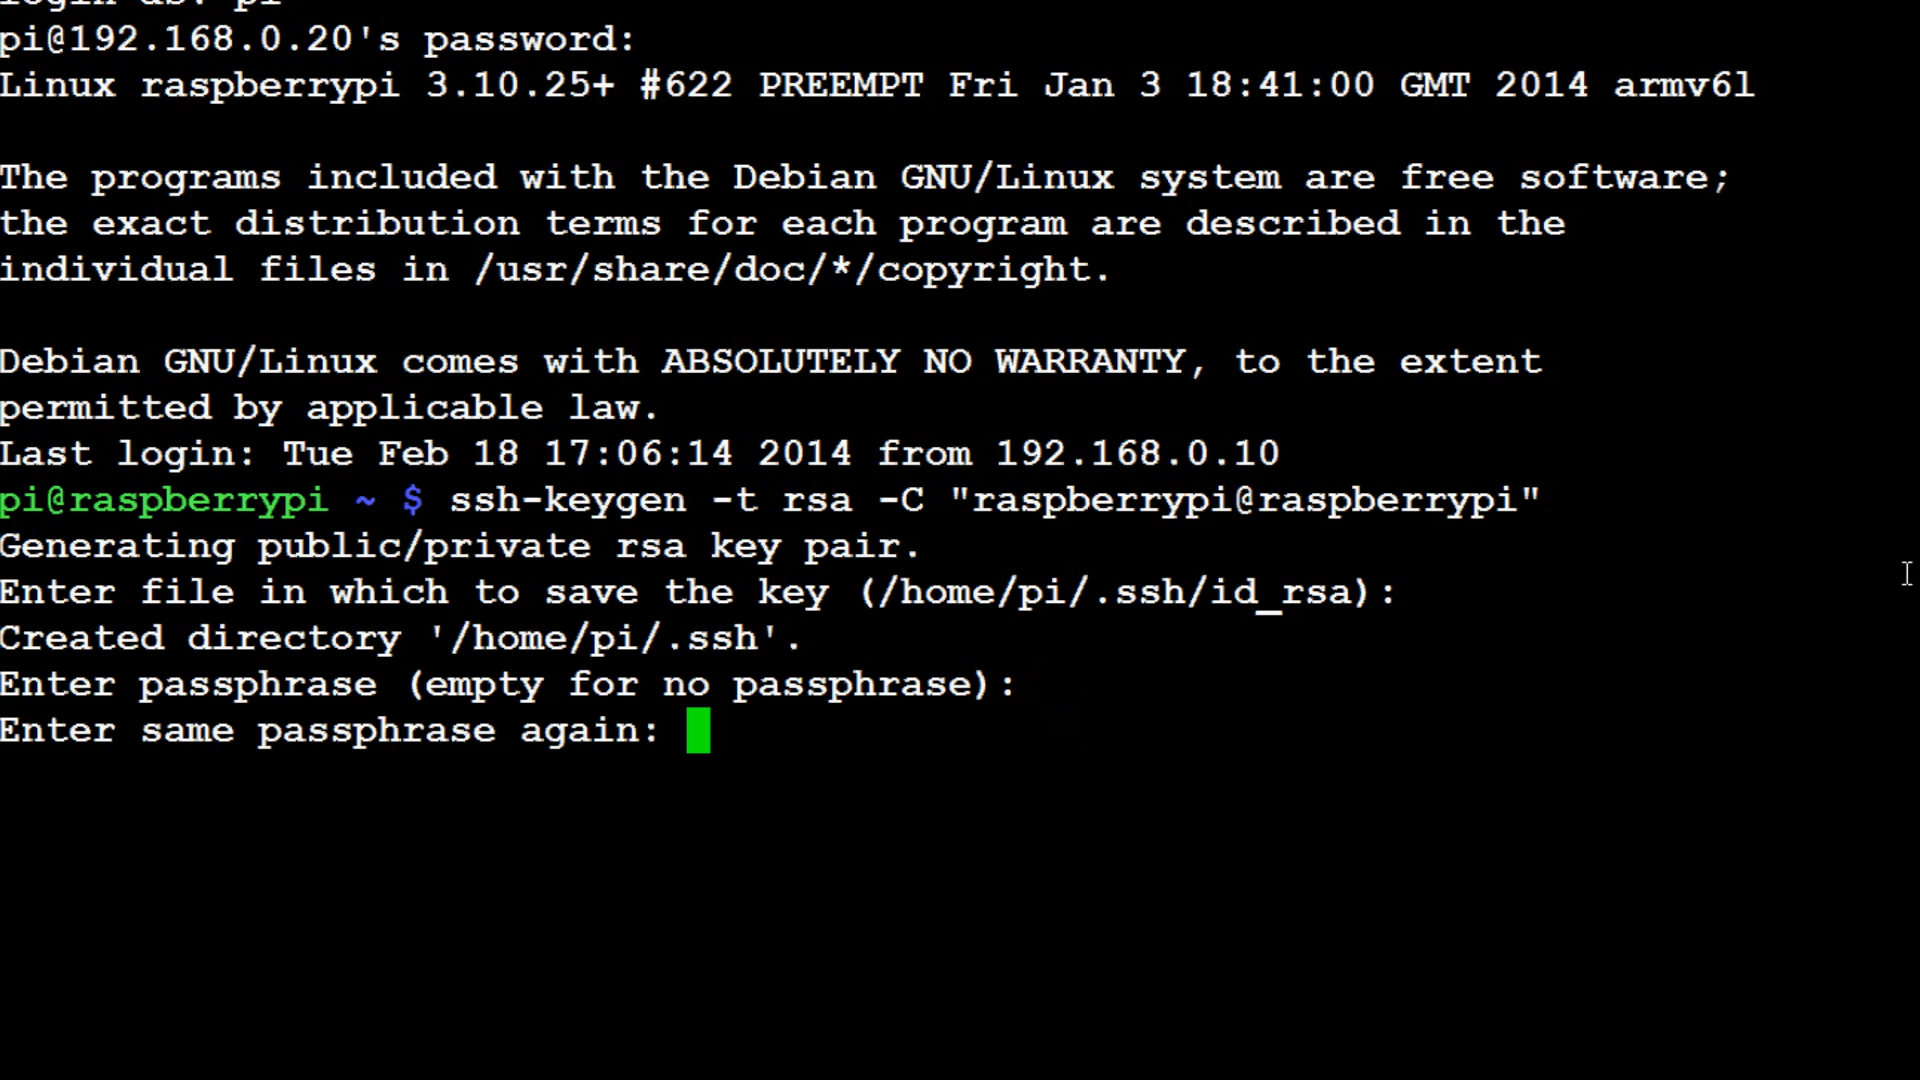 login as: pi
pi@192.168.0.20's password:
Linux raspberrypi 3.10.25+ #622 PREEMPT Fri Jan 3 18:41:00 GMT 2014 armv6l
The programs included with the Debian GNU/Linux system are free software;
the exact distribution terms for each program are described in the
individual files in /usr/share/doc/*/copyright.
Debian GNU/Linux comes with ABSOLUTELY NO WARRANTY, to the extent
permitted by applicable law.
Last login: Tue Feb 18 17:06:14 2014 from 192.168.0.10
pi@raspberrypi ~ $ ssh-keygen -t rsa -C "raspberrypi@raspberrypi"
Generating public/private rsa key pair.
Enter file in which to save the key (/home/pi/.ssh/id_rsa):
Created directory '/home/pi/.ssh'.
Enter passphrase (empty for no passphrase):
Enter same passphrase again: